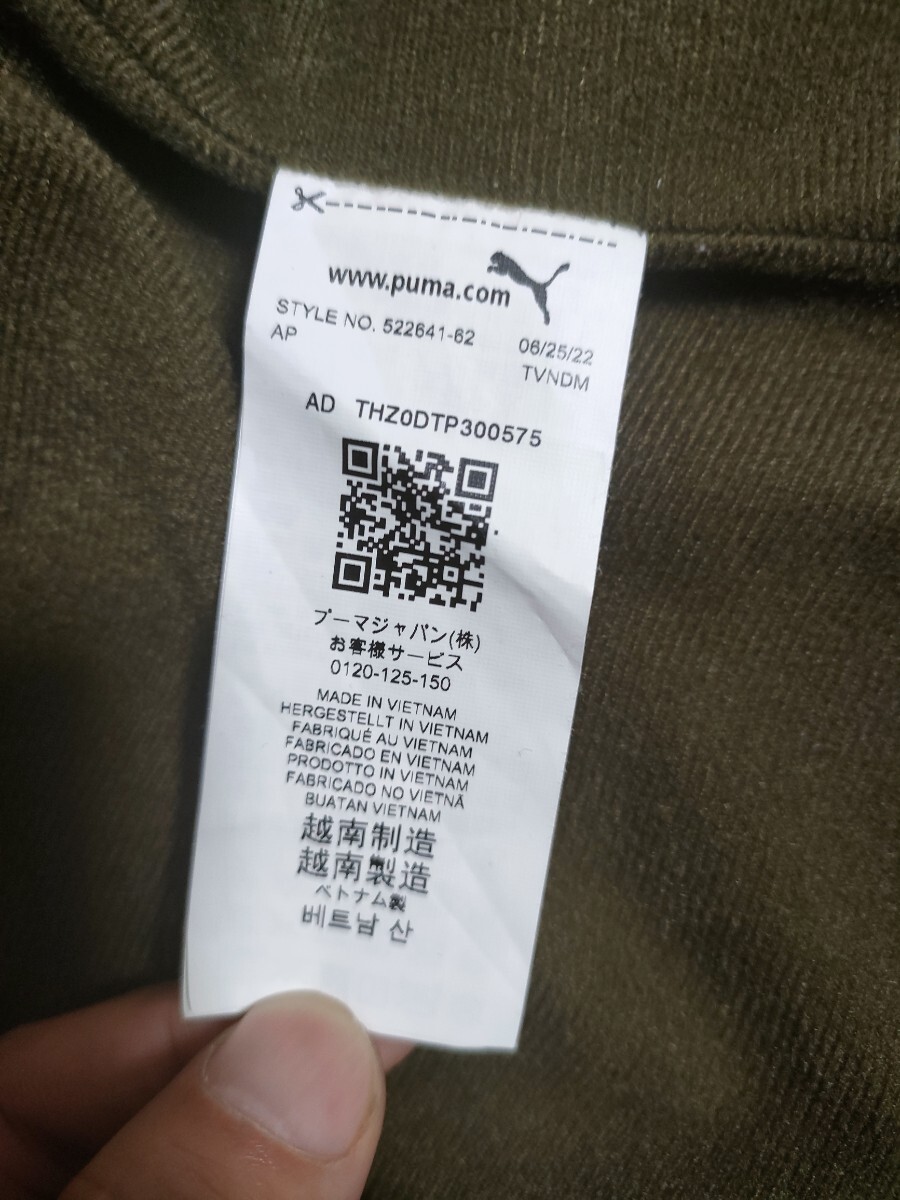 www.puma.com
STYLE NO. 522641-62 06/25/22
AP TVNDM
AD THZ0DTP300575
プーマジャパン(株)
お客様サービス
0120-125-150
MADE IN VIETNAM
HERGESTELLT IN VIETNAM
FABRIQUÉ AU VIETNAM
FABRICADO EN VIETNAM
PRODOTTO IN VIETNAM
FABRICADO NO VIETNÃ
BUATAN VIETNAM
越南制造
越南製造
ベトナム製
베트남 산